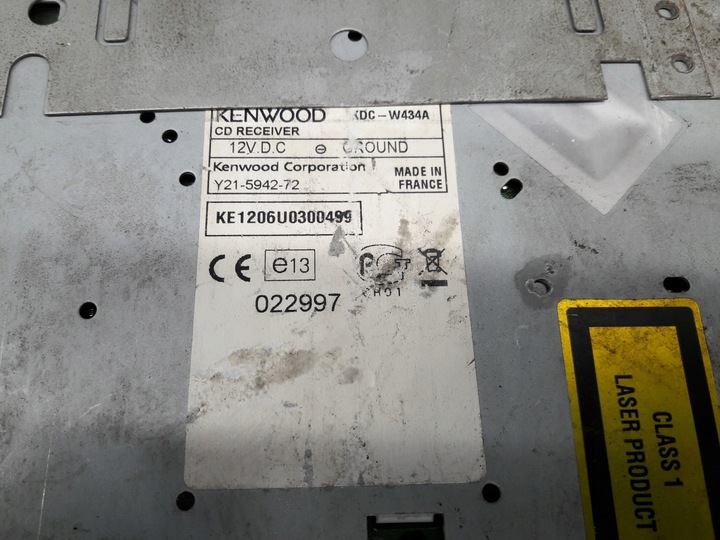 KENWOOD KDC-W434A
CD RECEIVER
12V.D.C ⊖ GROUND
Kenwood Corporation
Y21-5942-72
MADE IN
FRANCE
KE1206U0300499
CE e13
022997
H01
CLASS 1
LASER PRODUCT